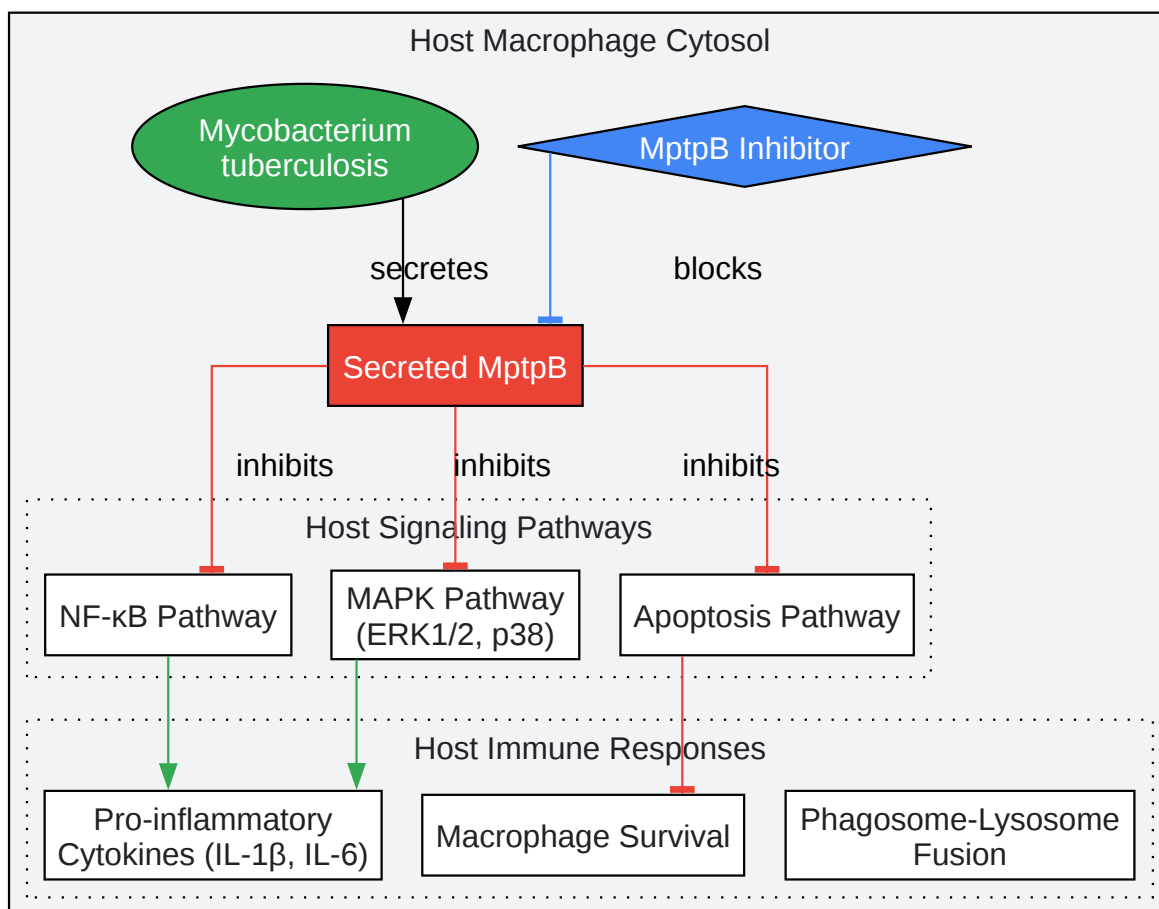 Host Macrophage Cytosol
Mycobacterium
tuberculosis
MptpB Inhibitor
secretes
blocks
Secreted MptpB
inhibits
inhibits
inhibits
Host Signaling Pathways
NF-κB Pathway
MAPK Pathway
(ERK1/2, p38)
Apoptosis Pathway
Host Immune Responses
Pro-inflammatory
Cytokines (IL-1β, IL-6)
Macrophage Survival
Phagosome-Lysosome
Fusion